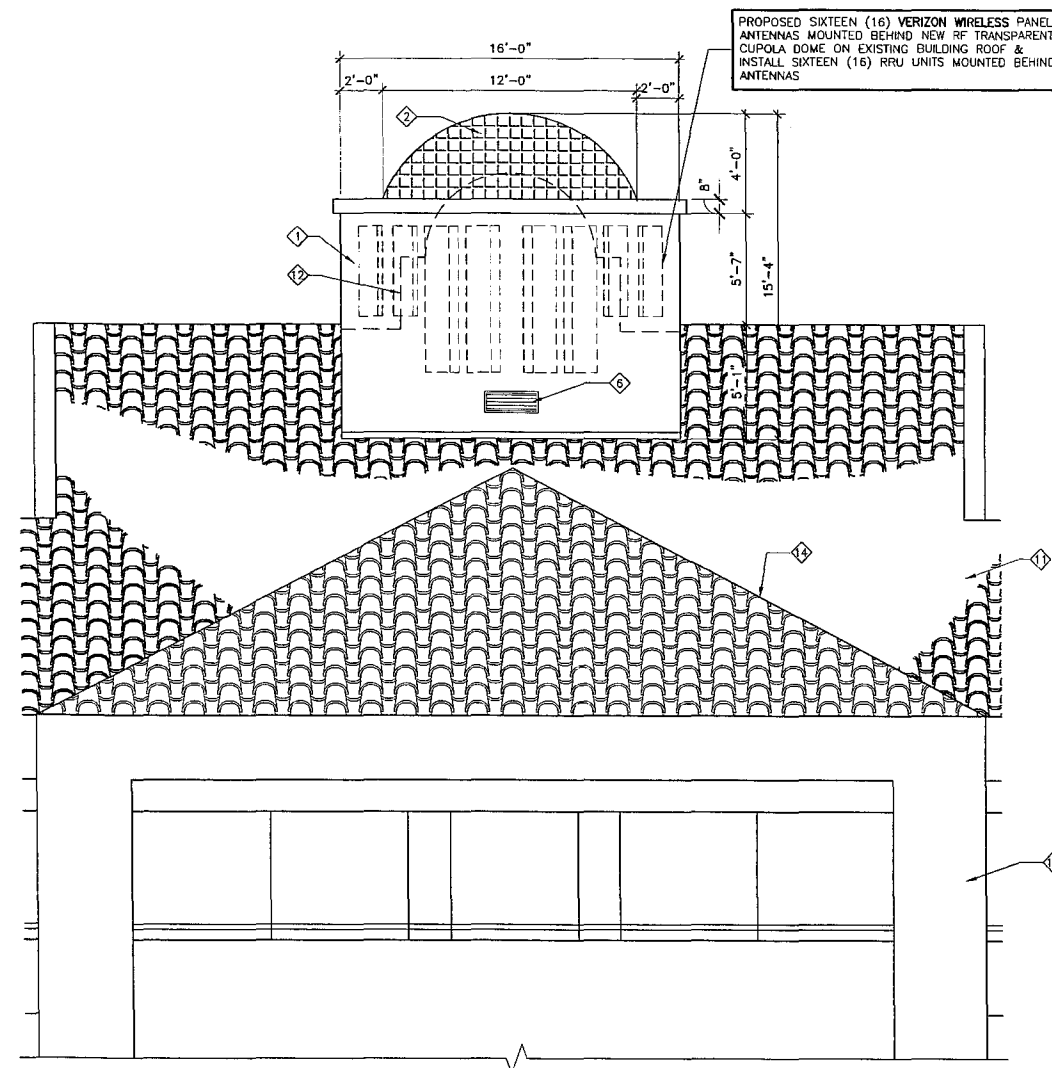 PROPOSED SIXTEEN (16) VERIZON WIRELESS PANEL
ANTENNAS MOUNTED BEHIND NEW RF TRANSPARENT
CUPOLA DOME ON EXISTING BUILDING ROOF &
INSTALL SIXTEEN (16) RRU UNITS MOUNTED BEHIND
ANTENNAS
16'-0"
2'-0" 12'-0" 2'-0"
2
4'-0"
8"
1
12
5'-7"
15'-4"
6
5'-1"
14
11